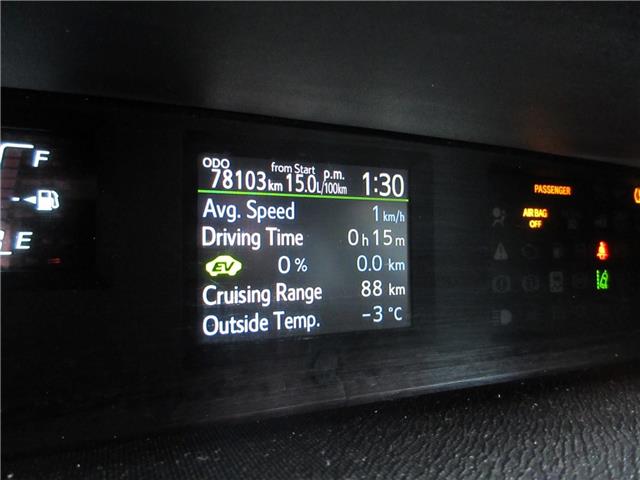 F
E
ODO from Start p.m.
78103 km 15.0 L/100km 1:30
Avg. Speed 1 km/h
Driving Time 0 h 15 m
EV 0 % 0.0 km
Cruising Range 88 km
Outside Temp. -3 °C
PASSENGER
AIR BAG
OFF